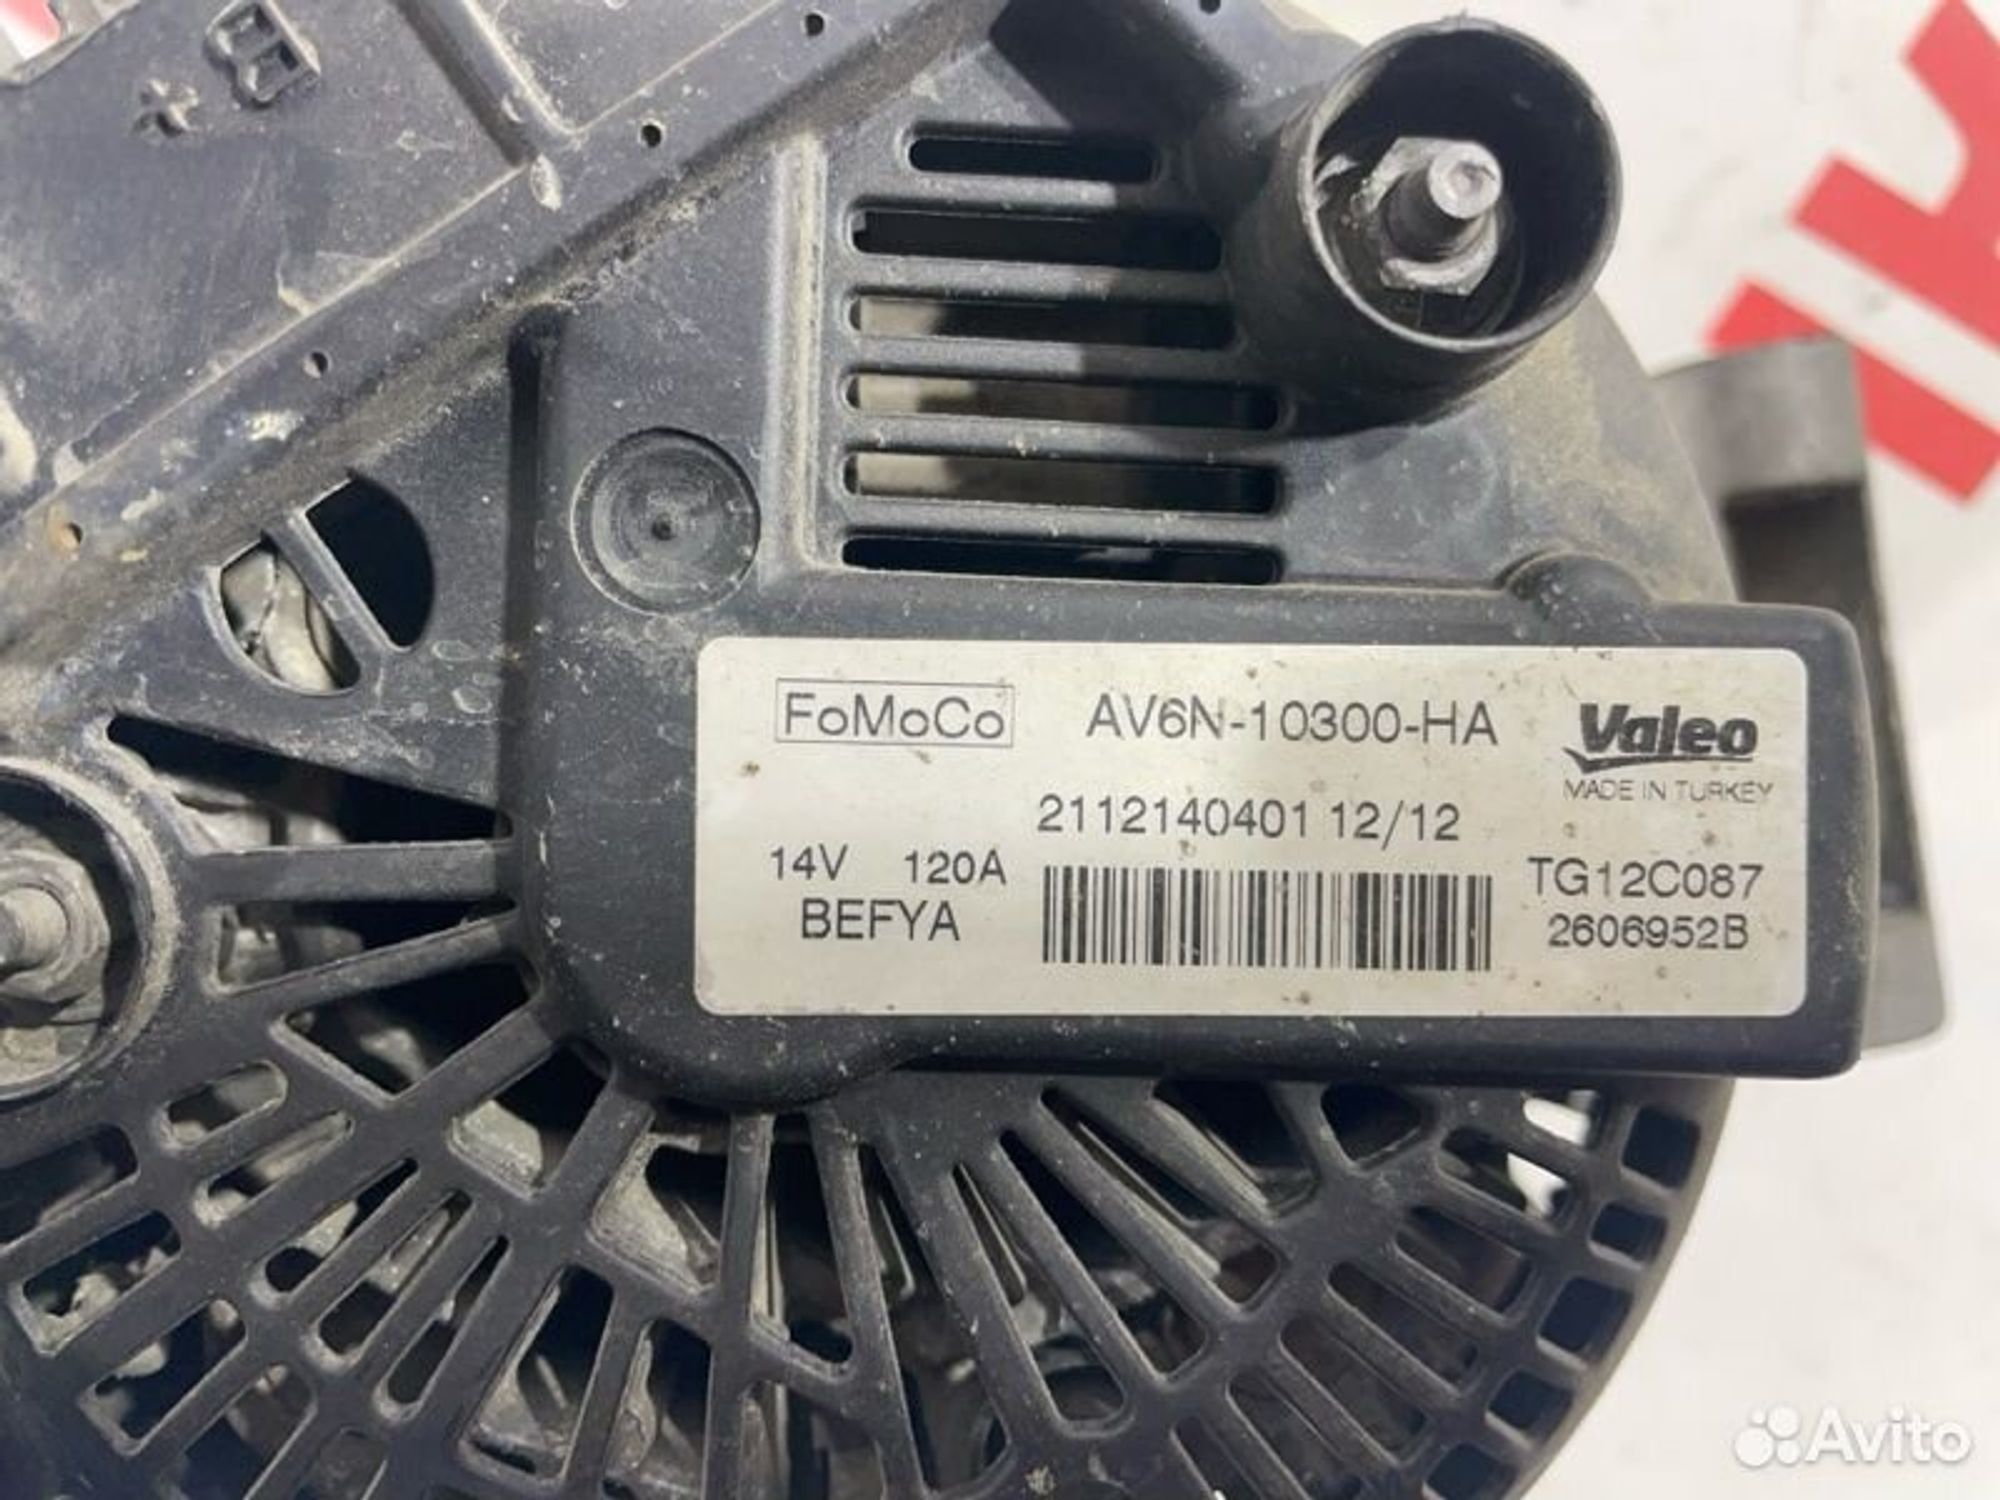 B+
FoMoCo AV6N-10300-HA Valeo
MADE IN TURKEY
2112140401 12/12
14V 120A TG12C087
BEFYA 2606952B
Avito